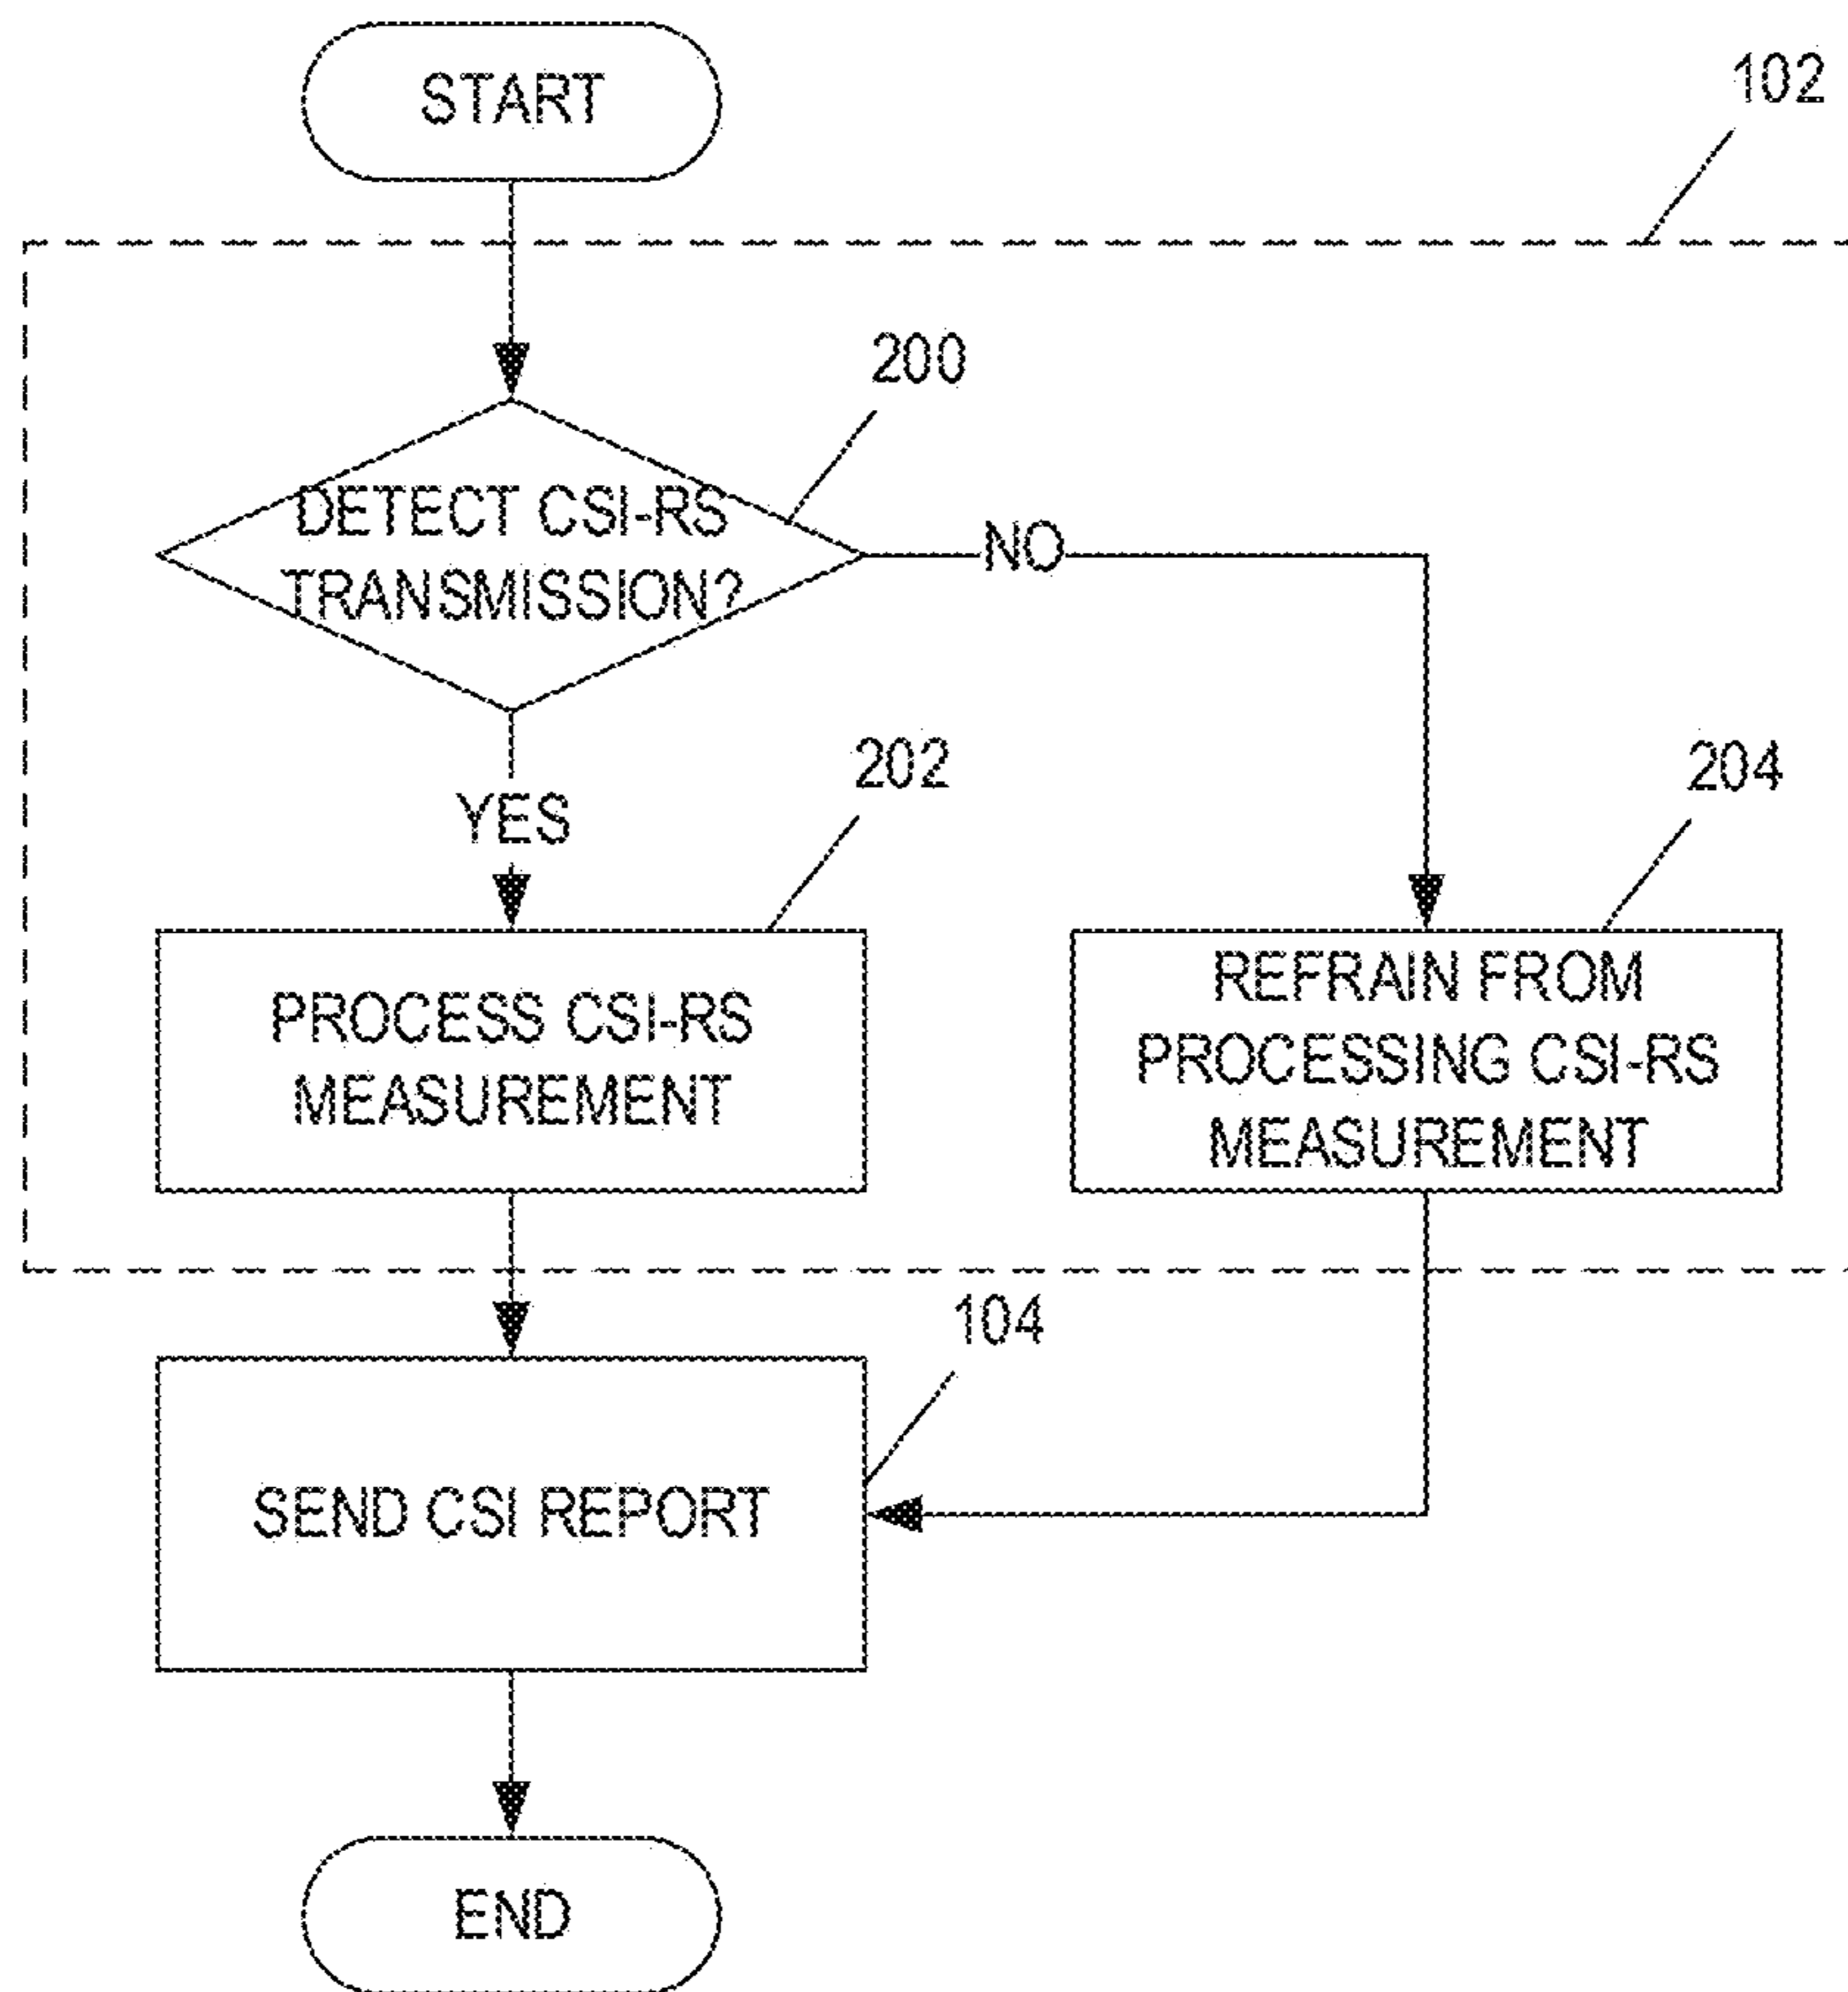 START
102
200
DETECT CSI-RS
TRANSMISSION?
NO
YES
202
204
PROCESS CSI-RS
MEASUREMENT
REFRAIN FROM
PROCESSING CSI-RS
MEASUREMENT
104
SEND CSI REPORT
END